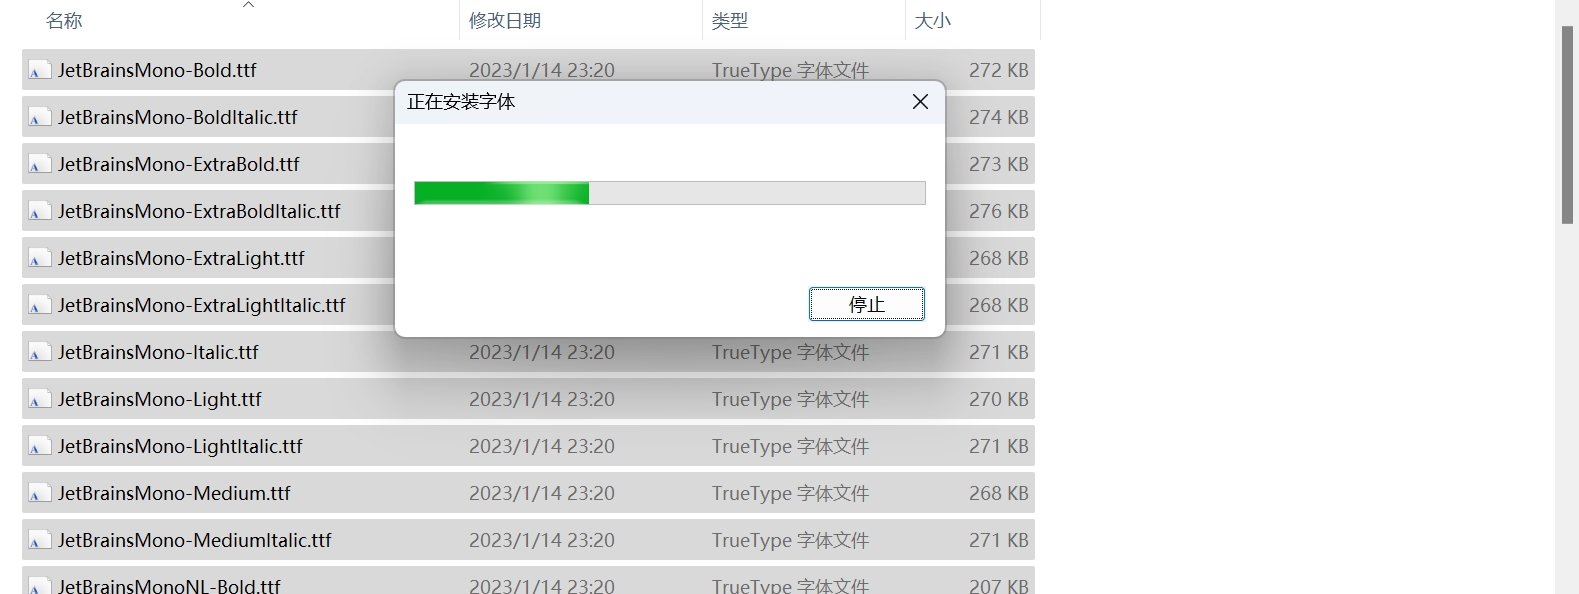 名称 修改日期 类型 大小
JetBrainsMono-Bold.ttf 2023/1/14 23:20 TrueType 字体文件 272 KB
正在安装字体
JetBrainsMono-BoldItalic.ttf 274 KB
JetBrainsMono-ExtraBold.ttf 273 KB
JetBrainsMono-ExtraBoldItalic.ttf 276 KB
JetBrainsMono-ExtraLight.ttf 268 KB
JetBrainsMono-ExtraLightItalic.ttf 268 KB
停止
JetBrainsMono-Italic.ttf 2023/1/14 23:20 TrueType 字体文件 271 KB
JetBrainsMono-Light.ttf 2023/1/14 23:20 TrueType 字体文件 270 KB
JetBrainsMono-LightItalic.ttf 2023/1/14 23:20 TrueType 字体文件 271 KB
JetBrainsMono-Medium.ttf 2023/1/14 23:20 TrueType 字体文件 268 KB
JetBrainsMono-MediumItalic.ttf 2023/1/14 23:20 TrueType 字体文件 271 KB
JetBrainsMonoNL-Bold.ttf 2023/1/14 23:20 TrueType 字体文件 207 KB